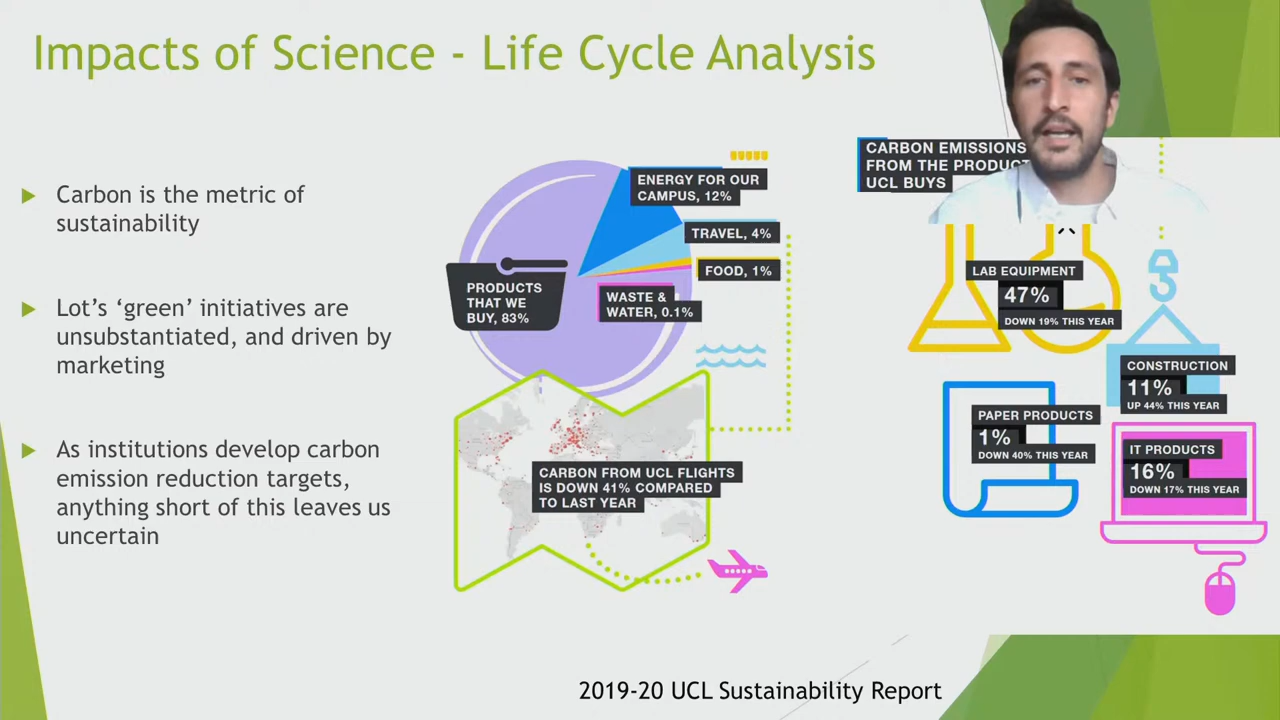 Impacts of Science - Life Cycle Analysis
Carbon is the metric of
sustainability
Lot's 'green' initiatives are
unsubstantiated, and driven by
marketing
As institutions develop carbon
emission reduction targets,
anything short of this leaves us
uncertain
ENERGY FOR OUR
CAMPUS, 12%
TRAVEL, 4%
FOOD, 1%
WASTE &
WATER, 0.1%
PRODUCTS
THAT WE
BUY, 83%
CARBON FROM UCL FLIGHTS
IS DOWN 41% COMPARED
TO LAST YEAR
CARBON EMISSIONS
FROM THE
UCL BUYS
LAB EQUIPMENT
47%
DOWN 19% THIS YEAR
CONSTRUCTION
11%
UP 44% THIS YEAR
PAPER PRODUCTS
1%
DOWN 40% THIS YEAR
IT PRODUCTS
16%
DOWN 17% THIS YEAR
2019-20 UCL Sustainability Report